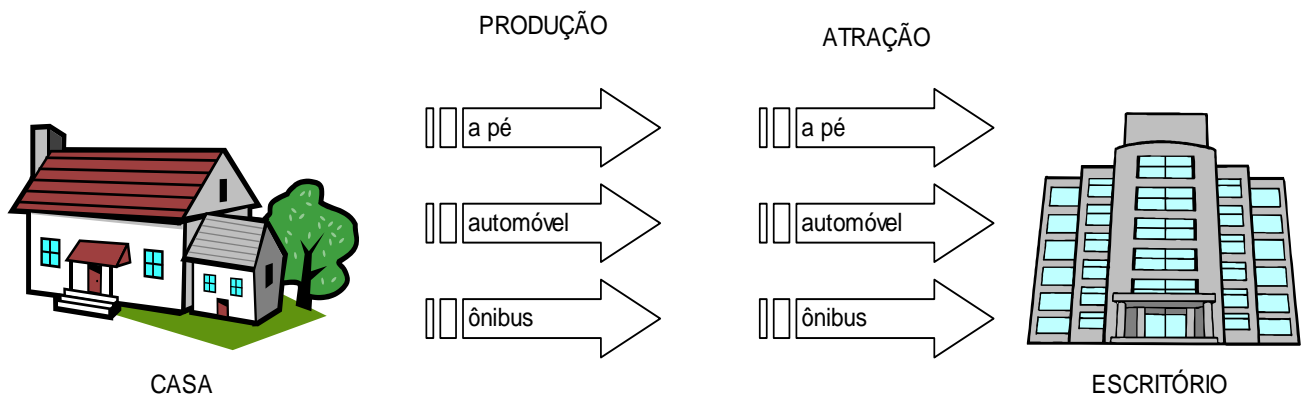 PRODUÇÃO
ATRAÇÃO
a pé
a pé
automóvel
automóvel
ônibus
ônibus
CASA
ESCRITÓRIO